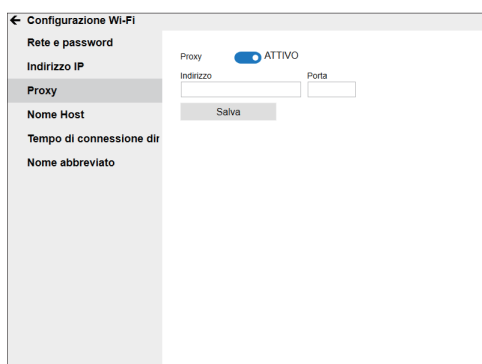 Configurazione Wi-Fi
Rete e password
Indirizzo IP
Proxy
Nome Host
Tempo di connessione dir
Nome abbreviato
Proxy ATTIVO
Indirizzo Porta
Salva